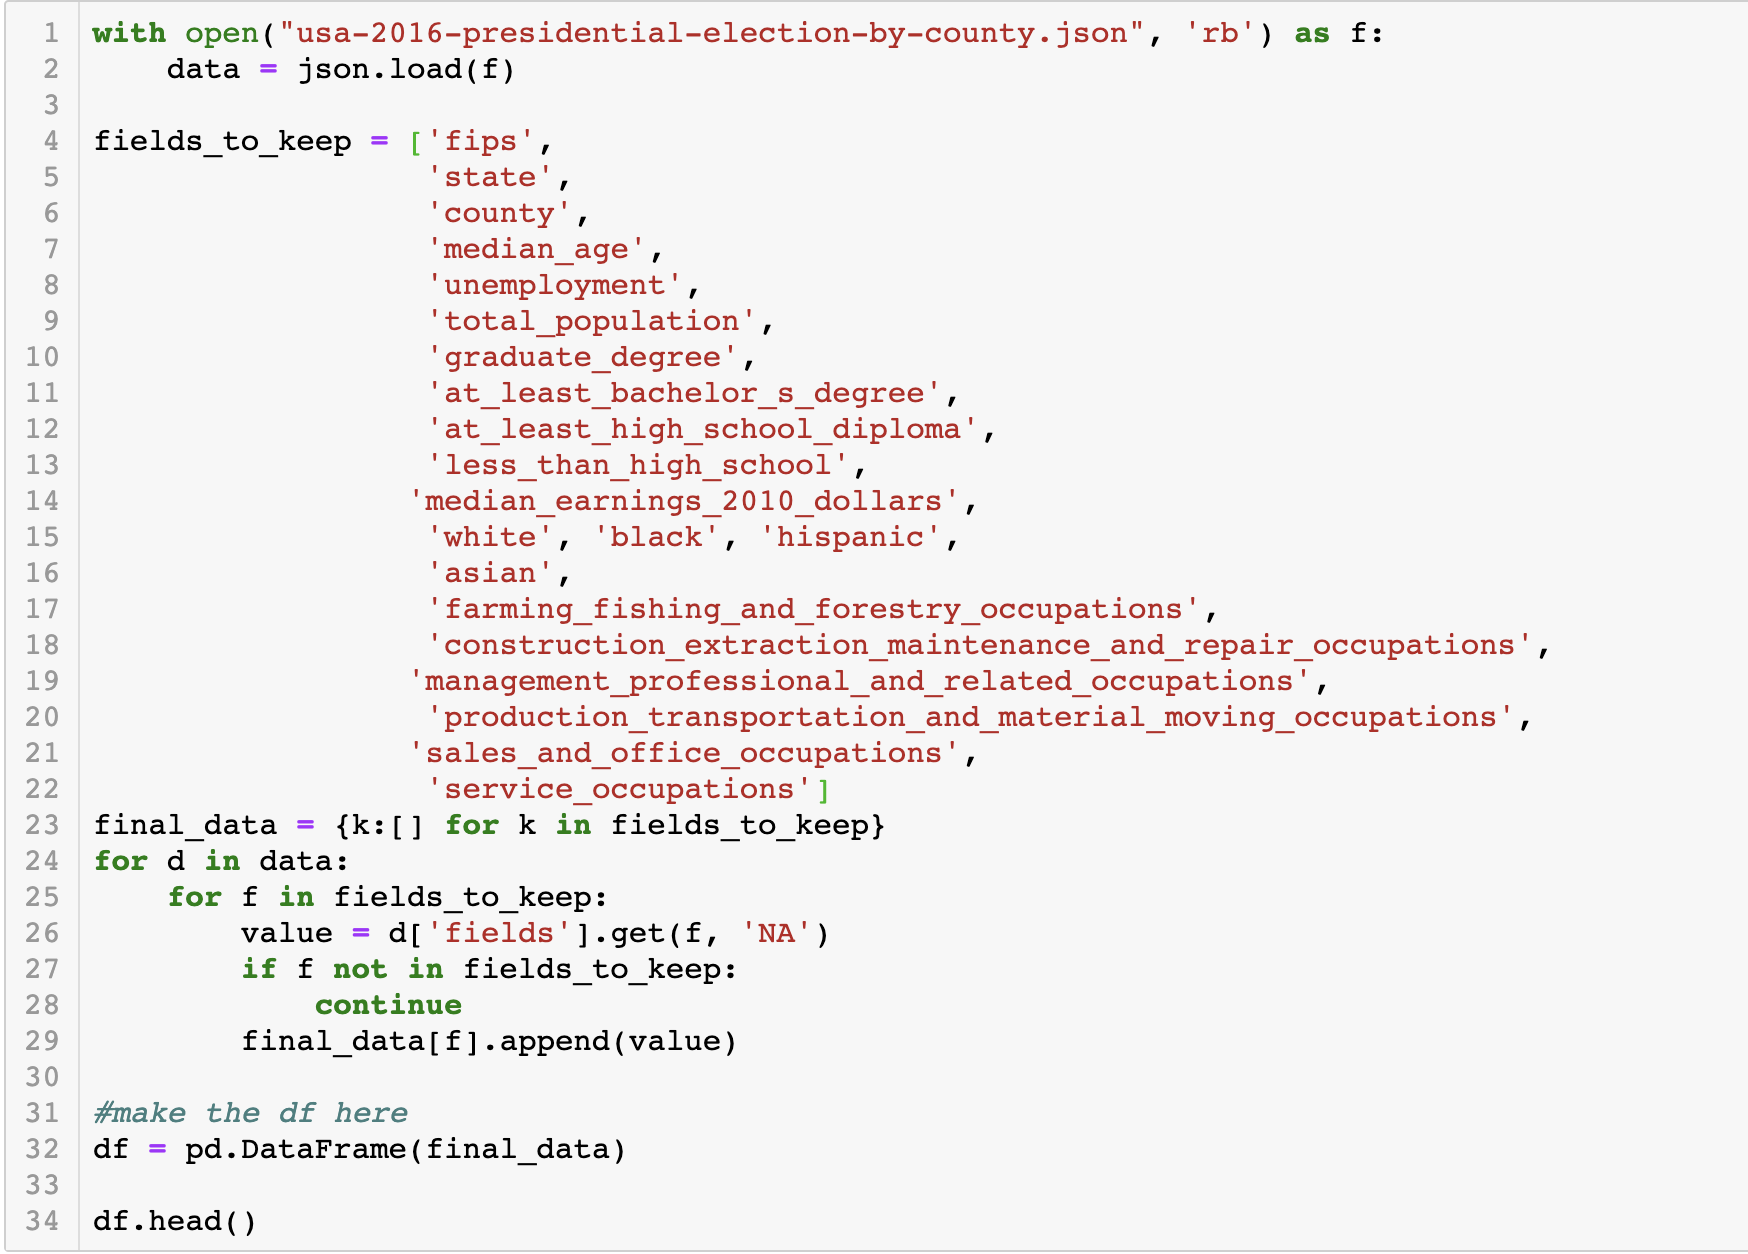 1 with open("usa-2016-presidential-election-by-county.json", 'rb') as f:
2     data = json.load(f)
3
4 fields_to_keep = ['fips',
5                   'state',
6                   'county',
7                   'median_age',
8                   'unemployment',
9                   'total_population',
10                   'graduate_degree',
11                   'at_least_bachelor_s_degree',
12                   'at_least_high_school_diploma',
13                   'less_than_high_school',
14                  'median_earnings_2010_dollars',
15                   'white', 'black', 'hispanic',
16                   'asian',
17                   'farming_fishing_and_forestry_occupations',
18                   'construction_extraction_maintenance_and_repair_occupations',
19                  'management_professional_and_related_occupations',
20                   'production_transportation_and_material_moving_occupations',
21                  'sales_and_office_occupations',
22                   'service_occupations']
23 final_data = {k:[] for k in fields_to_keep}
24 for d in data:
25     for f in fields_to_keep:
26         value = d['fields'].get(f, 'NA')
27         if f not in fields_to_keep:
28             continue
29         final_data[f].append(value)
30
31 #make the df here
32 df = pd.DataFrame(final_data)
33
34 df.head()